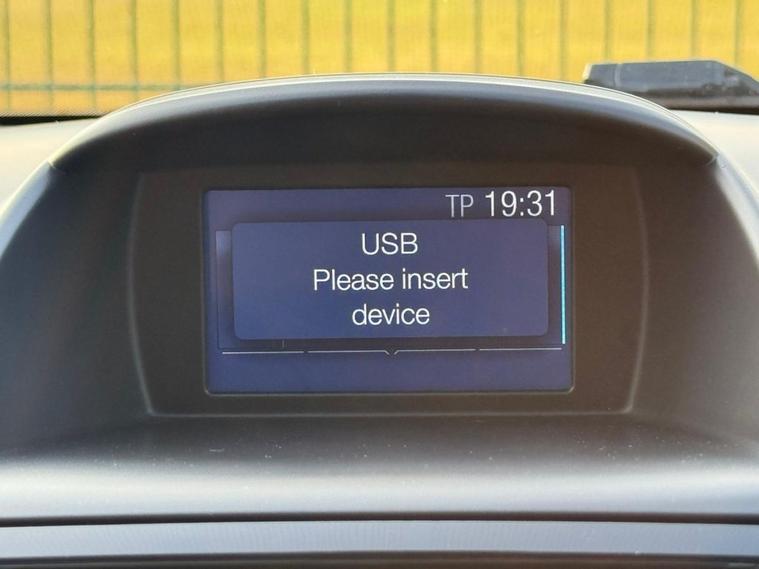 TP 19:31
USB
Please insert
device